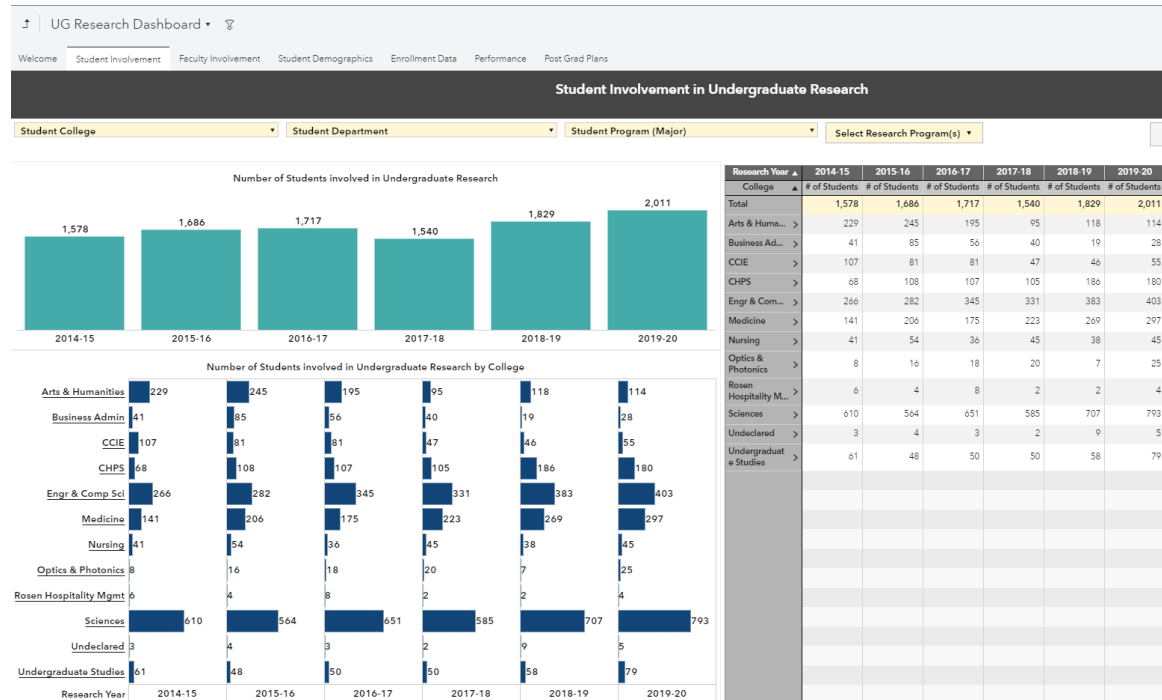 UG Research Dashboard
Welcome Student Involvement Faculty Involvement Student Demographics Enrollment Data Performance Post Grad Plans
Student Involvement in Undergraduate Research
Student College Student Department Student Program (Major) Select Research Program(s)
Number of Students involved in Undergraduate Research
1,578 1,686 1,717 1,540 1,829 2,011
2014-15 2015-16 2016-17 2017-18 2018-19 2019-20
Number of Students involved in Undergraduate Research by College
Arts & Humanities 229 245 195 95 118 114
Business Admin 41 85 56 40 19 28
CCIE 107 81 81 47 46 55
CHPS 68 108 107 105 186 180
Engr & Comp Sci 266 282 345 331 383 403
Medicine 141 206 175 223 269 297
Nursing 41 54 36 45 38 45
Optics & Photonics 8 16 18 20 7 25
Rosen Hospitality Mgmt 6 4 8 2 2 4
Sciences 610 564 651 585 707 793
Undeclared 3 4 3 2 9 5
Undergraduate Studies 61 48 50 50 58 79
Research Year 2014-15 2015-16 2016-17 2017-18 2018-19 2019-20
Research Year 2014-15 2015-16 2016-17 2017-18 2018-19 2019-20
College # of Students # of Students # of Students # of Students # of Students # of Students
Total 1,578 1,686 1,717 1,540 1,829 2,011
Arts & Huma... 229 245 195 95 118 114
Business Ad... 41 85 56 40 19 28
CCIE 107 81 81 47 46 55
CHPS 68 108 107 105 186 180
Engr & Com... 266 282 345 331 383 403
Medicine 141 206 175 223 269 297
Nursing 41 54 36 45 38 45
Optics &
Photonics 8 16 18 20 7 25
Rosen
Hospitality M... 6 4 8 2 2 4
Sciences 610 564 651 585 707 793
Undeclared 3 4 3 2 9 5
Undergraduat
e Studies 61 48 50 50 58 79